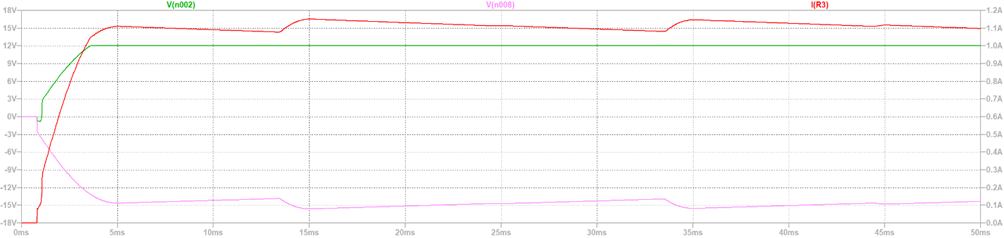 V(n002) V(n008) I(R3)
18V 1.2A
15V 1.1A
12V 1.0A
9V 0.9A
6V 0.8A
3V 0.7A
0V 0.6A
-3V 0.5A
-6V 0.4A
-9V 0.3A
-12V 0.2A
-15V 0.1A
-18V 0.0A
0ms 5ms 10ms 15ms 20ms 25ms 30ms 35ms 40ms 45ms 50ms